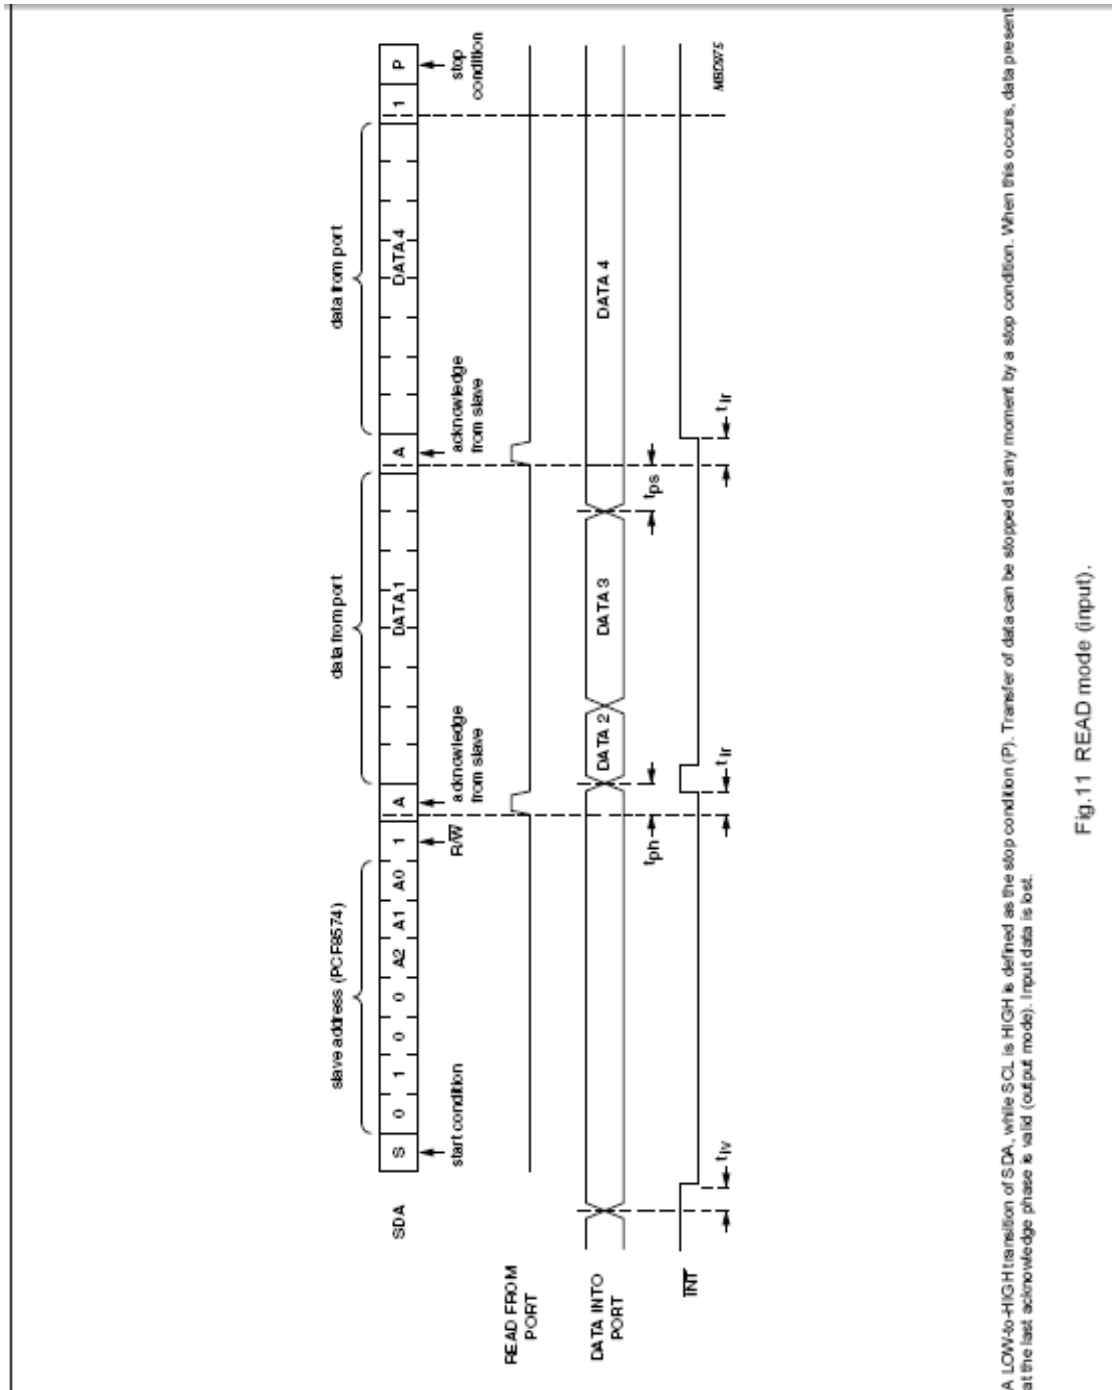 slave address (PCF8574)
data from port
data from port
SDA
S
0
1
0
0
A2
A1
A0
1
A
DATA 1
A
DATA 4
1
P
start condition
R/W
acknowledge
from slave
acknowledge
from slave
stop
condition
READ FROM
PORT
DATA INTO
PORT
DATA 2
DATA 3
DATA 4
tph
tps
INT
tiv
tir
tir
MBD975
A LOW-to-HIGH transition of SDA, while SCL is HIGH is defined as the stop condition (P). Transfer of data can be stopped at any moment by a stop condition. When this occurs, data present
at the last acknowledge phase is valid (output mode). Input data is lost.
Fig.11 READ mode (input).